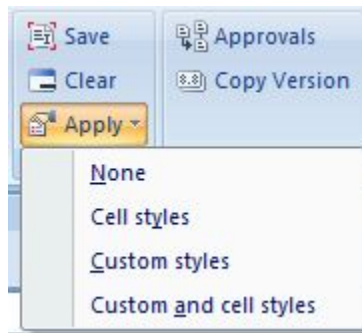 Save
Clear
Apply
Approvals
Copy Version
None
Cell styles
Custom styles
Custom and cell styles